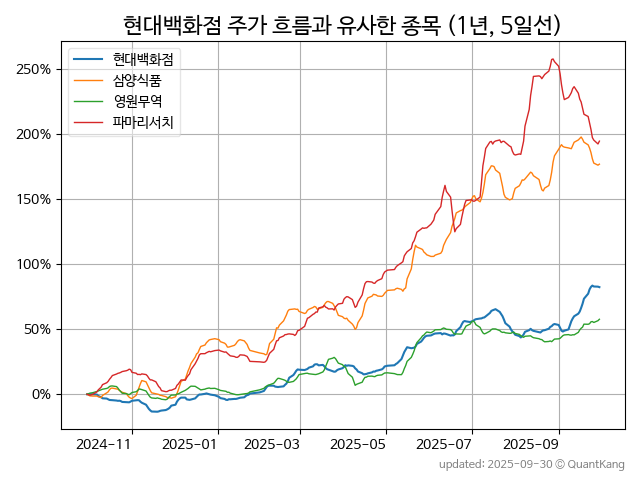 현대백화점 주가 흐름과 유사한 종목 (1년, 5일선)
현대백화점
삼양식품
영원무역
파마리서치
250%
200%
150%
100%
50%
0%
2024-11 2025-01 2025-03 2025-05 2025-07 2025-09
updated: 2025-09-30 © QuantKang